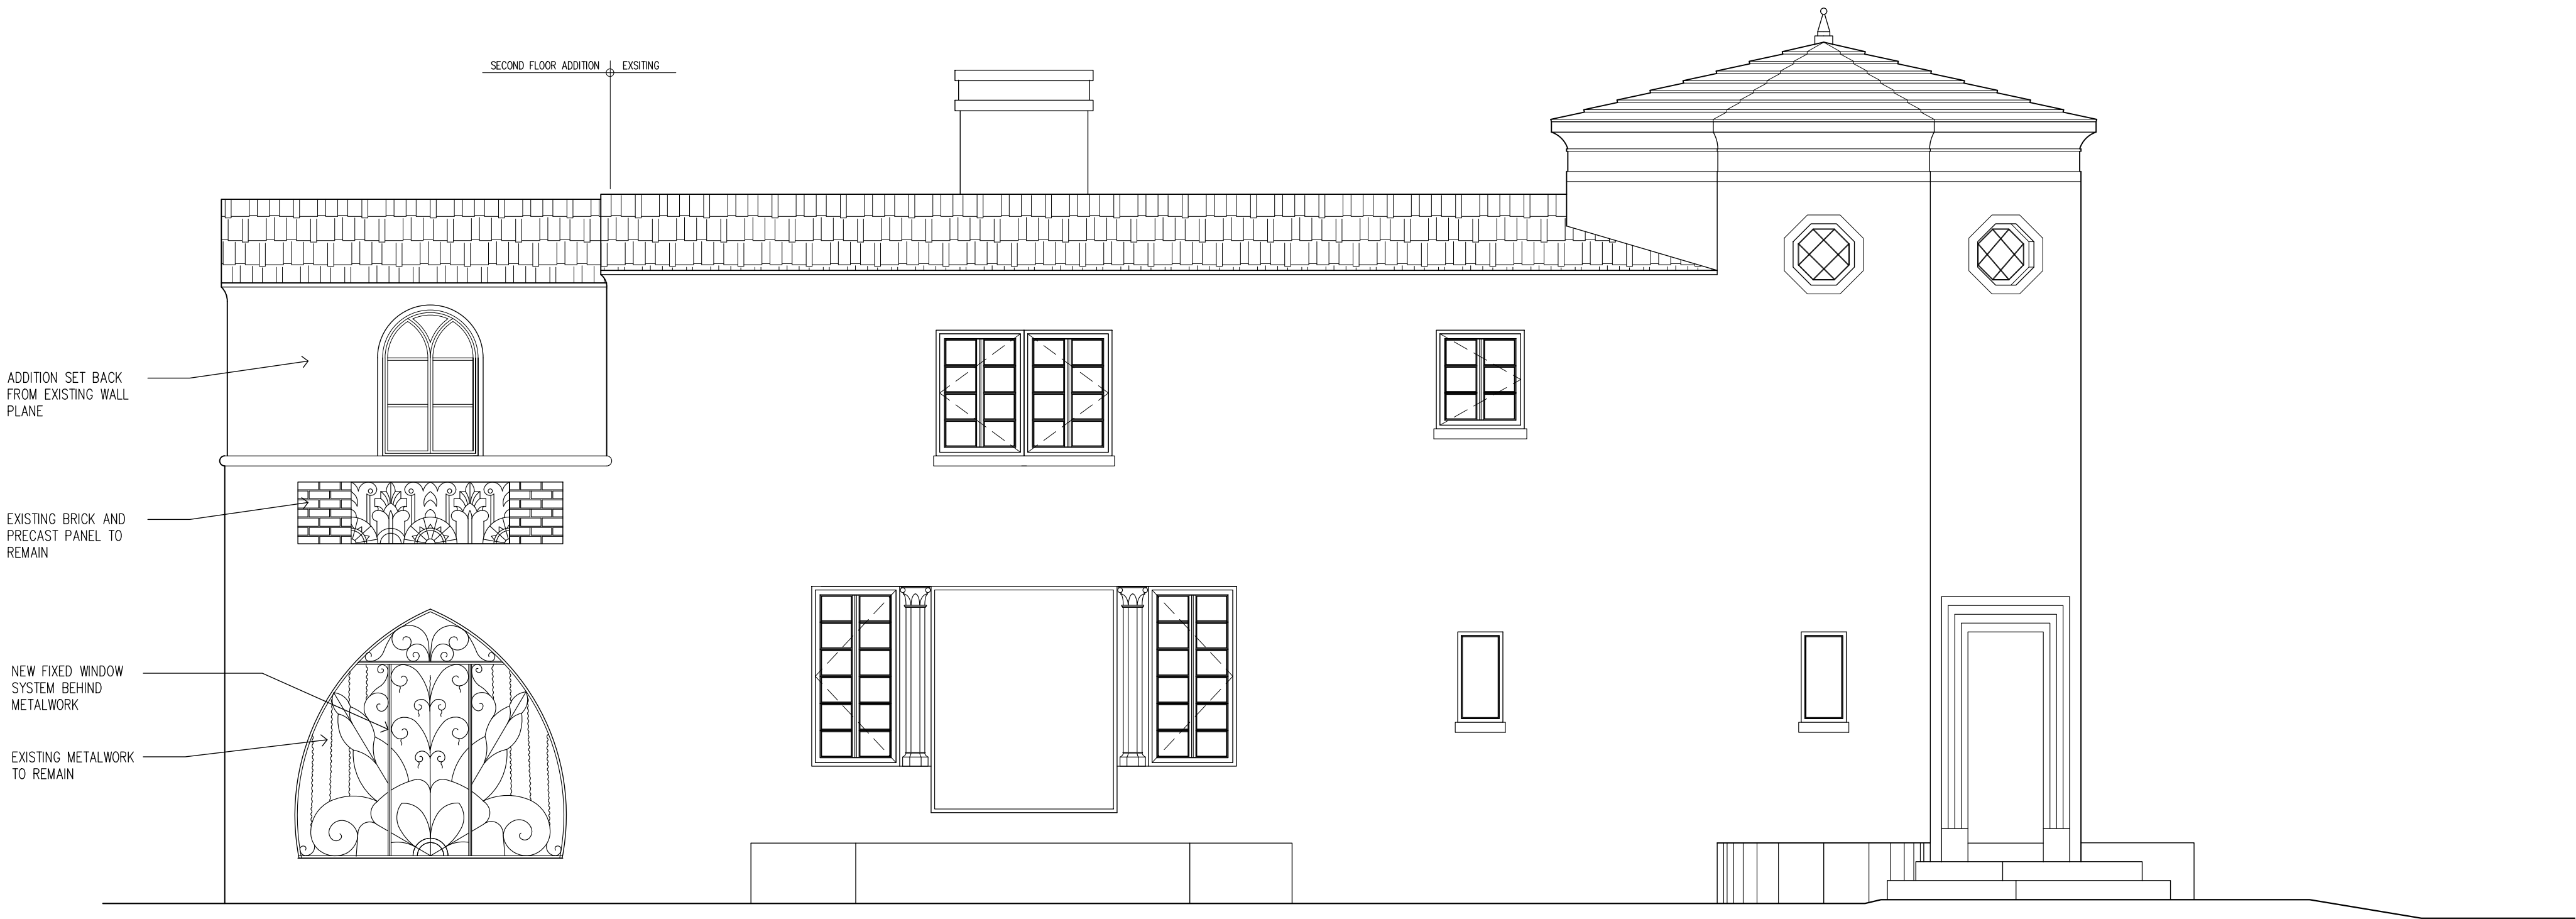 SECOND FLOOR ADDITION EXSITING
ADDITION SET BACK
FROM EXISTING WALL
PLANE
EXISTING BRICK AND
PRECAST PANEL TO
REMAIN
NEW FIXED WINDOW
SYSTEM BEHIND
METALWORK
EXISTING METALWORK
TO REMAIN